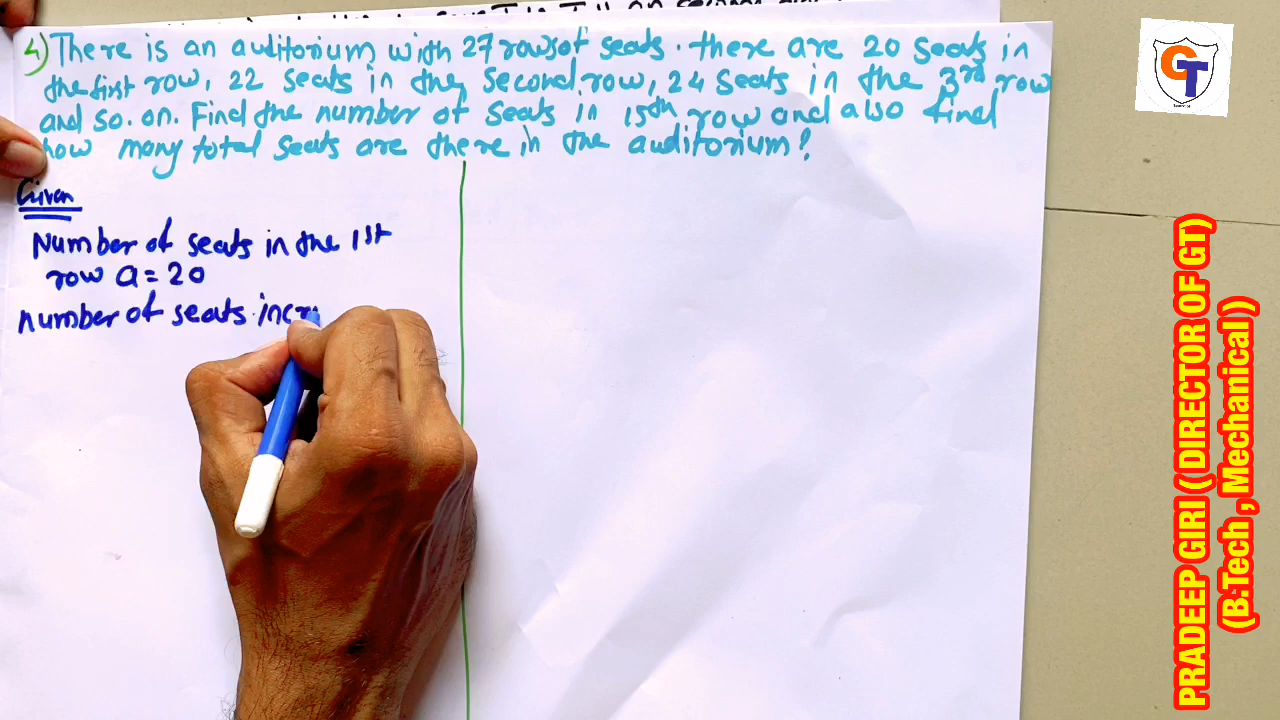 4) There is an auditorium with 27 rows of seats. there are 20 seats in
the first row, 22 seats in the second row, 24 seats in the 3rd row
and so. on. Find the number of seats in 15th row and also find
how many total seats are there in the auditorium?
Given
Number of seats in the 1st
row a = 20
number of seats incr
GT
PRADEEP GIRI ( DIRECTOR OF GT)
(B.Tech , Mechanical )